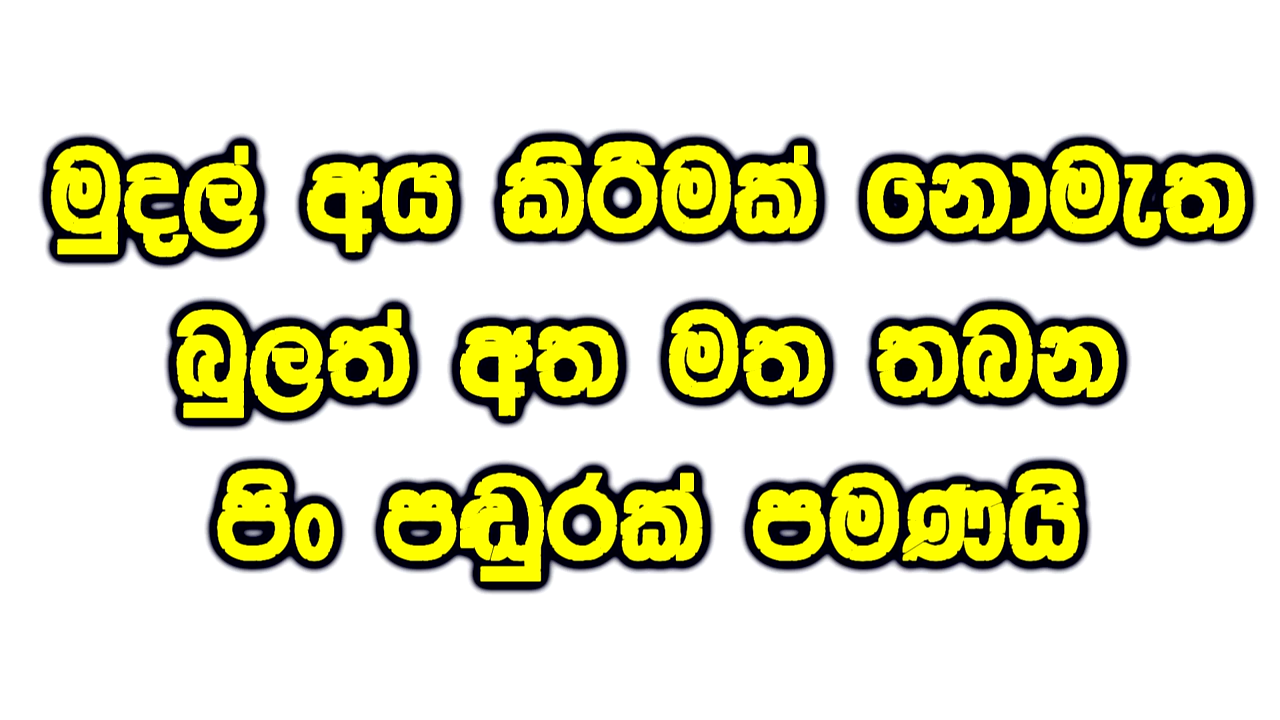 මුදල් අය කිරීමක් නොමැත
බුලත් අත මත තබන
පිං පඬුරක් පමණයි